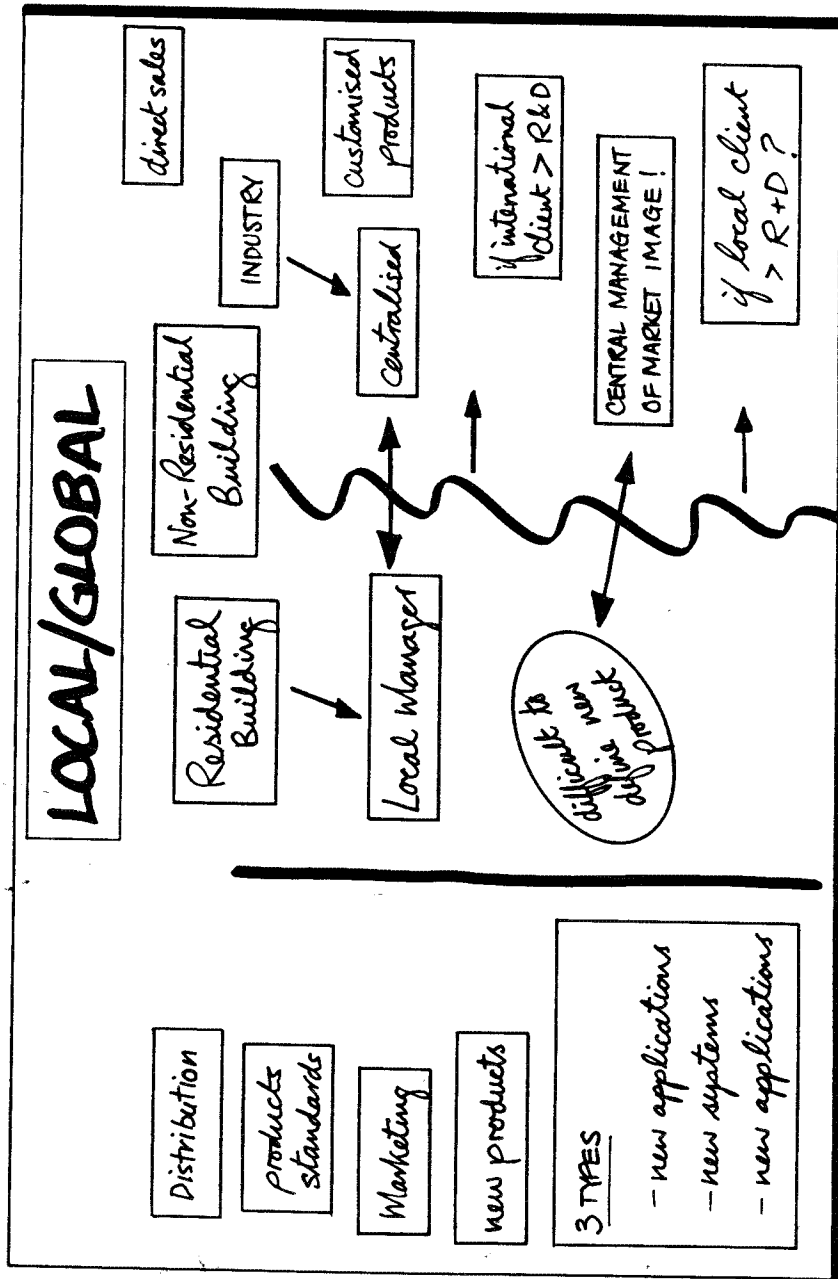 LOCAL/GLOBAL
Distribution
products
standards
Marketing
new products
3 TYPES
- new applications
- new systems
- new applications
Residential
Building
Local Manager
difficult to
define new
product
Non-Residential
Building
INDUSTRY
centralised
direct sales
customised
products
if international
client > R&D
CENTRAL MANAGEMENT
OF MARKET IMAGE!
if local client
> R+D?